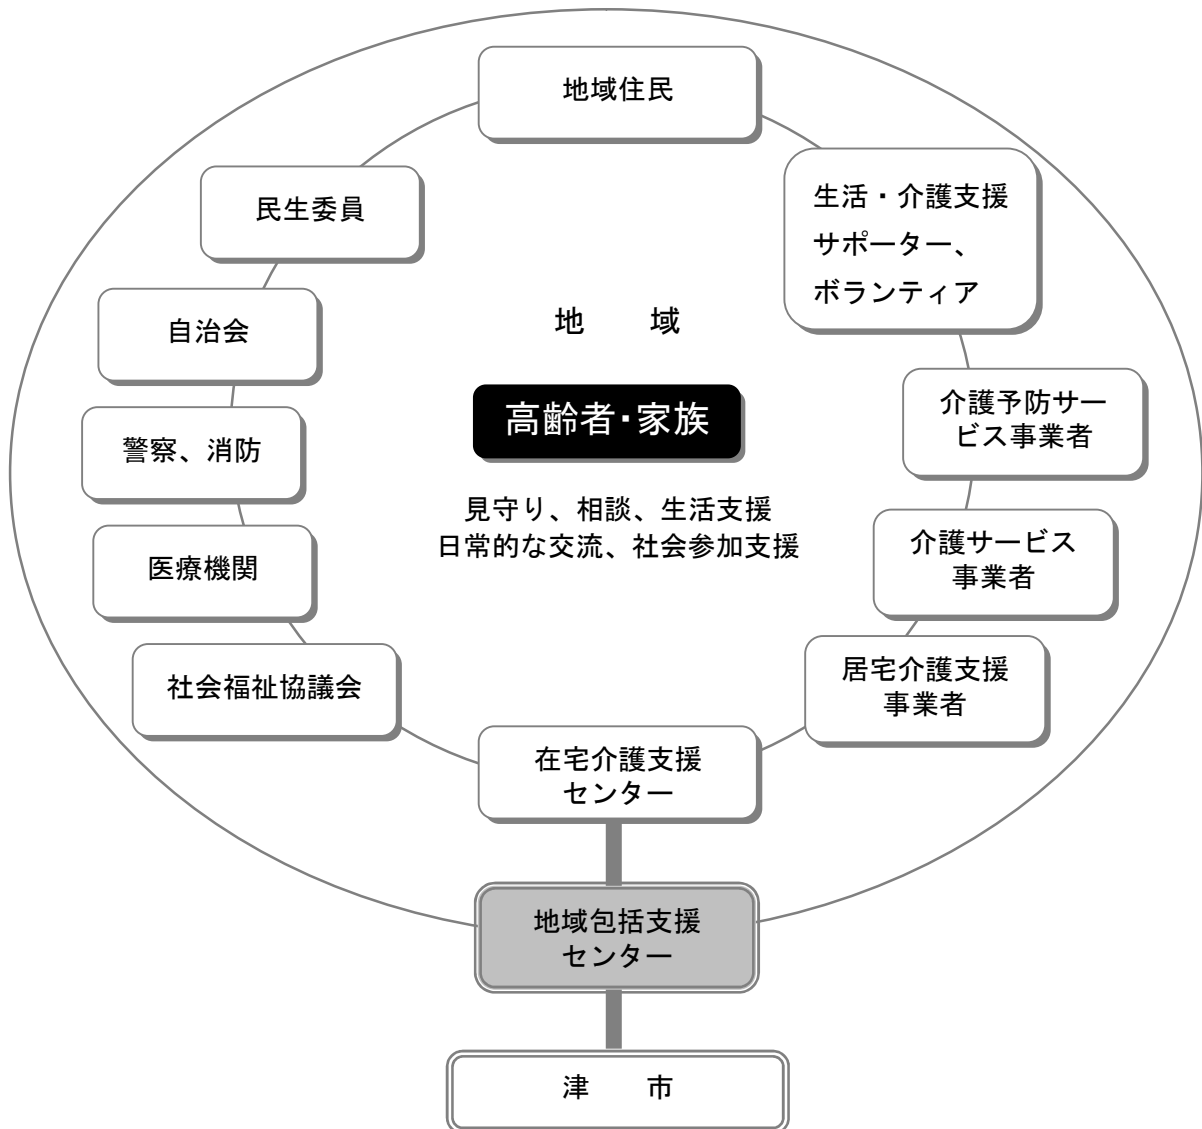 地域住民
民生委員
生活・介護支援
サポーター、
ボランティア
自治会
地　域
高齢者・家族
介護予防サー
ビス事業者
警察、消防
見守り、相談、生活支援
日常的な交流、社会参加支援
介護サービス
事業者
医療機関
居宅介護支援
事業者
社会福祉協議会
在宅介護支援
センター
地域包括支援
センター
津　市